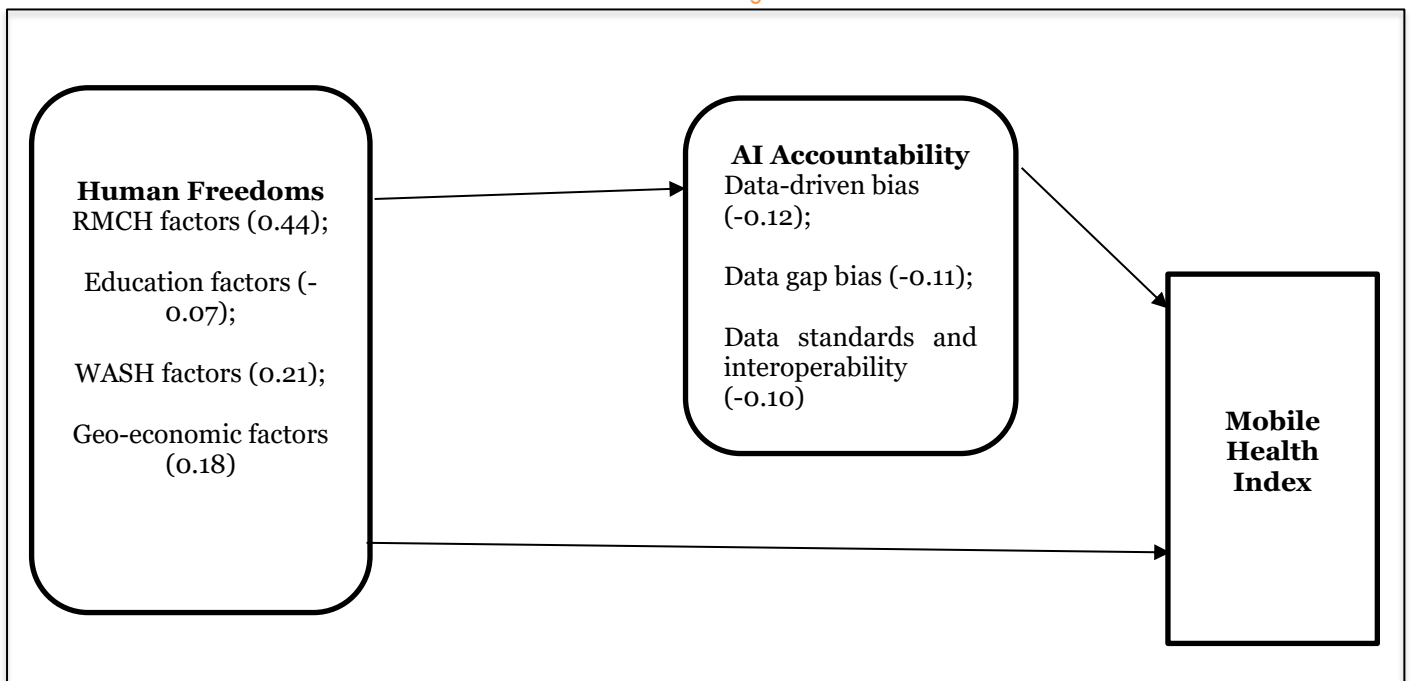 Human Freedoms
RMCH factors (0.44);
Education factors (-
0.07);
WASH factors (0.21);
Geo-economic factors
(0.18)
AI Accountability
Data-driven bias
(-0.12);
Data gap bias (-0.11);
Data standards and
interoperability
(-0.10)
Mobile
Health
Index